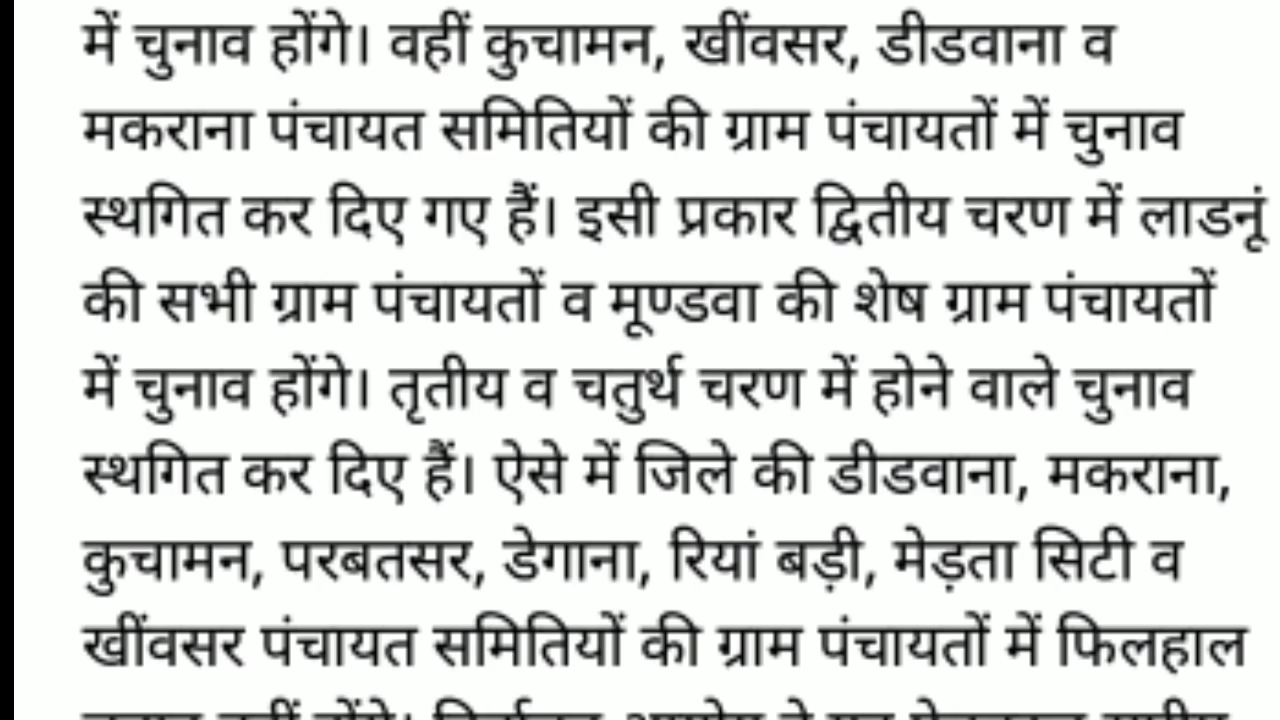 में चुनाव होंगे। वहीं कुचामन, खींवसर, डीडवाना व
मकराना पंचायत समितियों की ग्राम पंचायतों में चुनाव
स्थगित कर दिए गए हैं। इसी प्रकार द्वितीय चरण में लाडनूं
की सभी ग्राम पंचायतों व मूण्डवा की शेष ग्राम पंचायतों
में चुनाव होंगे। तृतीय व चतुर्थ चरण में होने वाले चुनाव
स्थगित कर दिए हैं। ऐसे में जिले की डीडवाना, मकराना,
कुचामन, परबतसर, डेगाना, रियां बड़ी, मेड़ता सिटी व
खींवसर पंचायत समितियों की ग्राम पंचायतों में फिलहाल